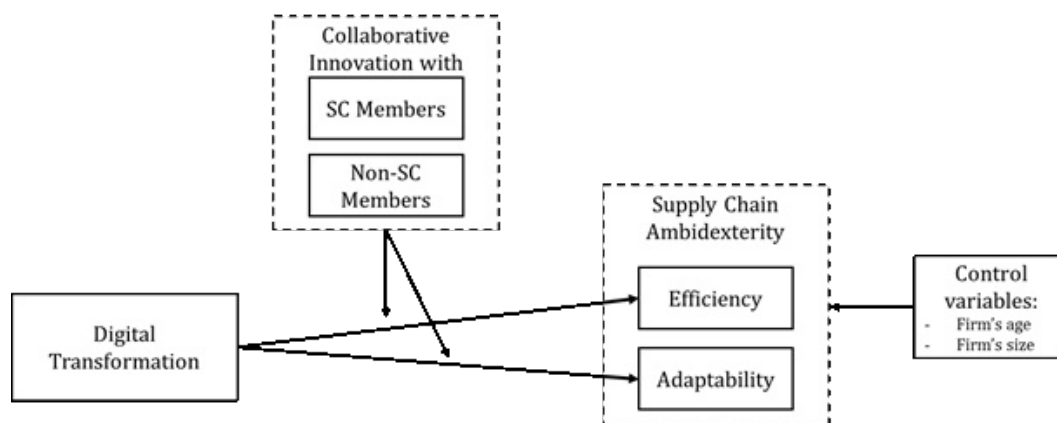 Collaborative
Innovation with
SC Members
Non-SC
Members
Supply Chain
Ambidexterity
Efficiency
Adaptability
Digital
Transformation
Control
variables:
- Firm's age
- Firm's size